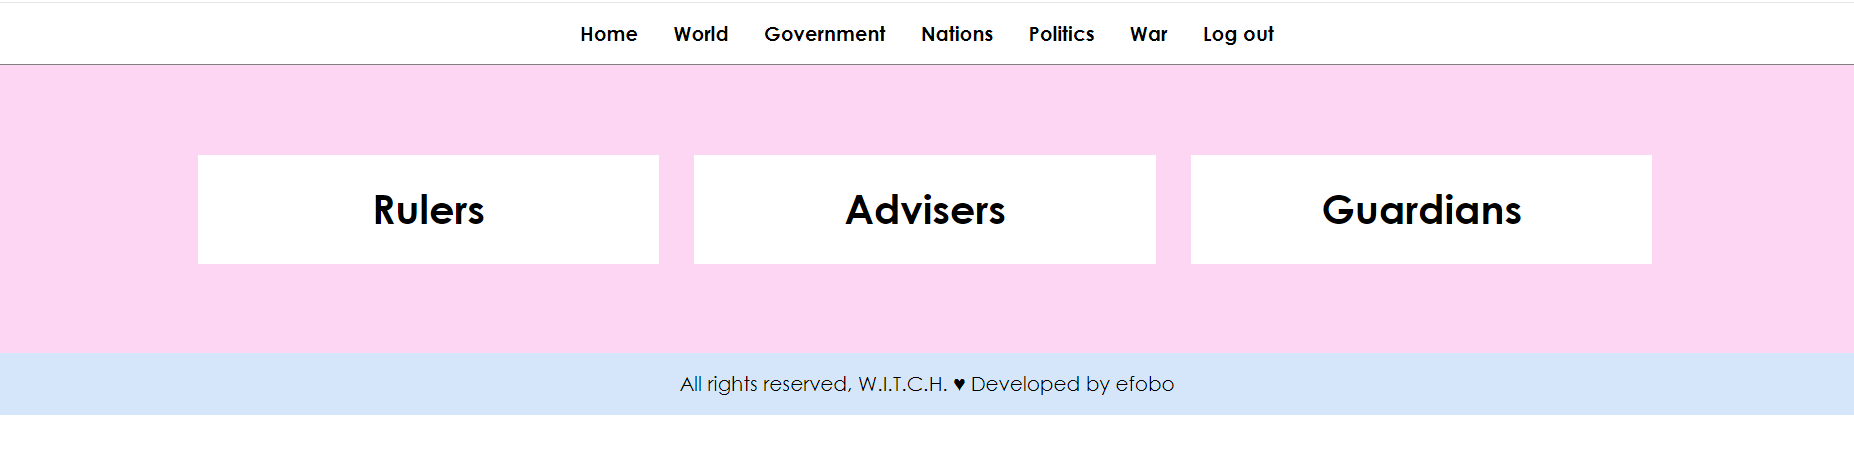 Home World Government Nations Politics War Log out
Rulers Advisers Guardians
All rights reserved, W.I.T.C.H. ♥ Developed by efobo